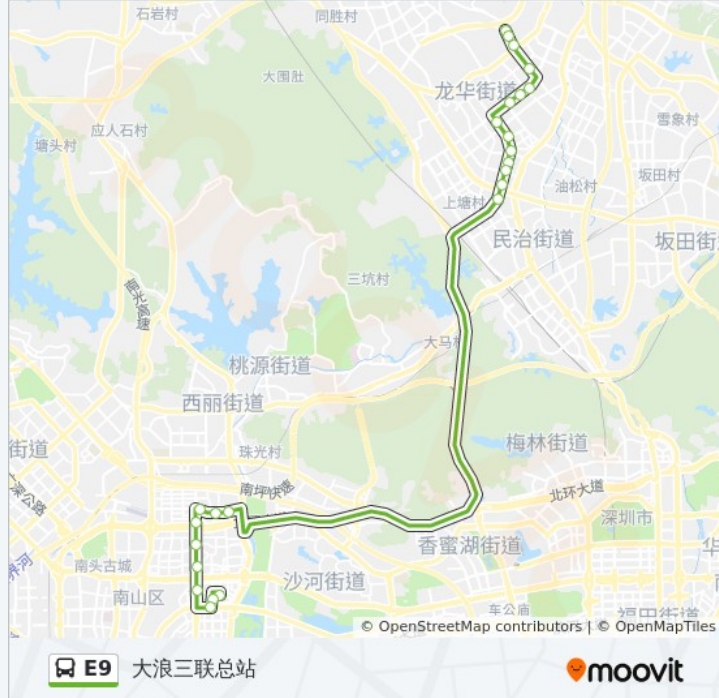 石岩村
同胜村
大围肚
龙华街道
应人石村
塘头村
雪象村
坂田村
油松村
上塘村
民治街道
坂田街
南光高速
三坑村
大马
桃源街道
西丽街道
街道
梅林街道
珠光村
南坪快速
北环大道
广深公路
深圳市
香蜜湖街道
南头古城
沙河街道
南山区
车公庙
福田街道
© OpenStreetMap contributors | © OpenMapTiles
E9 大浪三联总站
moovit